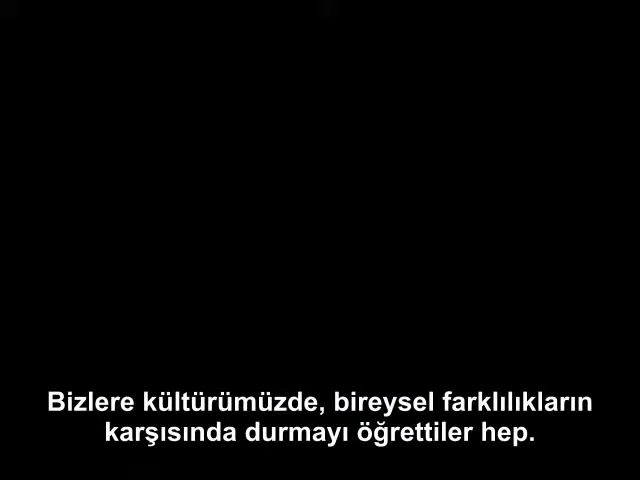 Bizlere kültürümüzde, bireysel farklılıkların
karşısında durmayı öğrettiler hep.